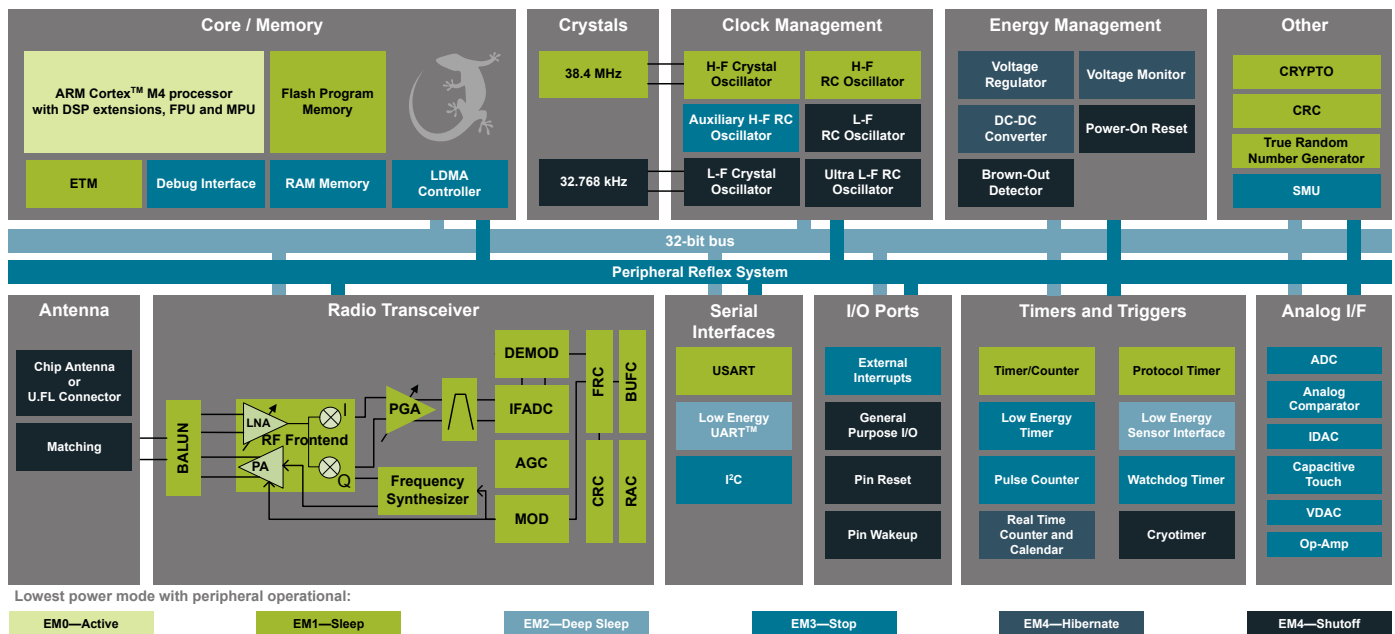 Core / Memory
ARM Cortex™ M4 processor
with DSP extensions, FPU and MPU
Flash Program
Memory
ETM
Debug Interface
RAM Memory
LDMA
Controller
Crystals
38.4 MHz
32.768 kHz
Clock Management
H-F Crystal
Oscillator
H-F
RC Oscillator
Auxiliary H-F RC
Oscillator
L-F
RC Oscillator
L-F Crystal
Oscillator
Ultra L-F RC
Oscillator
Energy Management
Voltage
Regulator
Voltage Monitor
DC-DC
Converter
Power-On Reset
Brown-Out
Detector
Other
CRYPTO
CRC
True Random
Number Generator
SMU
32-bit bus
Peripheral Reflex System
Antenna
Chip Antenna
or
U.FL Connector
Matching
Radio Transceiver
BALUN
LNA
RF Frontend
PA
I
Q
PGA
Frequency
Synthesizer
DEMOD
IFADC
AGC
MOD
FRC
BUFC
CRC
RAC
Serial
Interfaces
USART
Low Energy
UART™
I²C
I/O Ports
External
Interrupts
General
Purpose I/O
Pin Reset
Pin Wakeup
Timers and Triggers
Timer/Counter
Protocol Timer
Low Energy
Timer
Low Energy
Sensor Interface
Pulse Counter
Watchdog Timer
Real Time
Counter and
Calendar
Cryotimer
Analog I/F
ADC
Analog
Comparator
IDAC
Capacitive
Touch
VDAC
Op-Amp
Lowest power mode with peripheral operational:
EM0—Active
EM1—Sleep
EM2—Deep Sleep
EM3—Stop
EM4—Hibernate
EM4—Shutoff